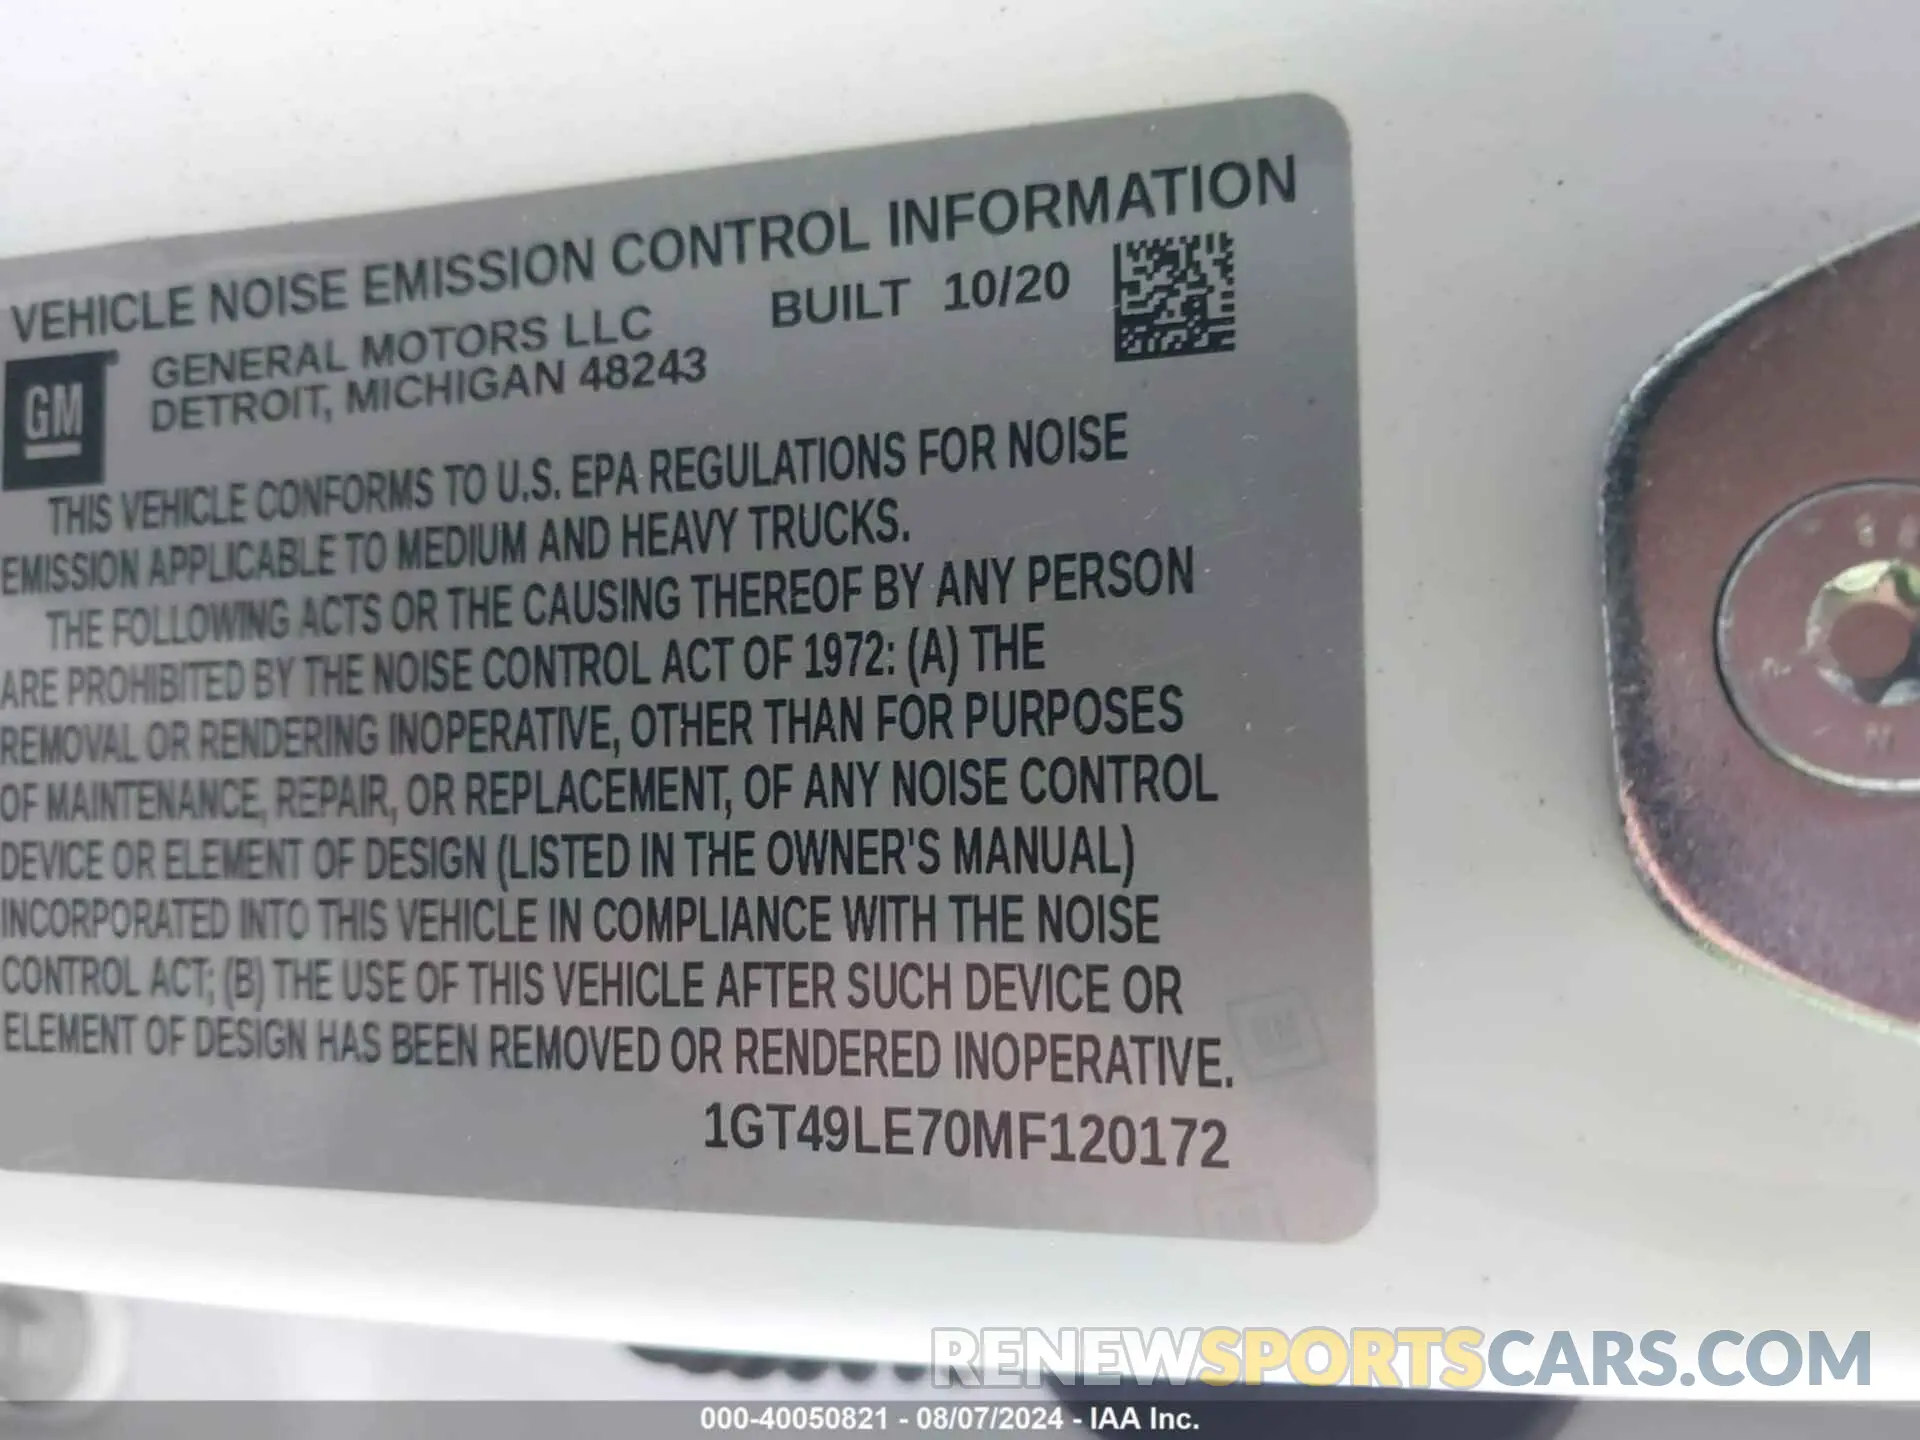 VEHICLE NOISE EMISSION CONTROL INFORMATION
GM
GENERAL MOTORS LLC
DETROIT, MICHIGAN 48243
BUILT 10/20
THIS VEHICLE CONFORMS TO U.S. EPA REGULATIONS FOR NOISE
EMISSION APPLICABLE TO MEDIUM AND HEAVY TRUCKS.
THE FOLLOWING ACTS OR THE CAUSING THEREOF BY ANY PERSON
ARE PROHIBITED BY THE NOISE CONTROL ACT OF 1972: (A) THE
REMOVAL OR RENDERING INOPERATIVE, OTHER THAN FOR PURPOSES
OF MAINTENANCE, REPAIR, OR REPLACEMENT, OF ANY NOISE CONTROL
DEVICE OR ELEMENT OF DESIGN (LISTED IN THE OWNER'S MANUAL)
INCORPORATED INTO THIS VEHICLE IN COMPLIANCE WITH THE NOISE
CONTROL ACT; (B) THE USE OF THIS VEHICLE AFTER SUCH DEVICE OR
ELEMENT OF DESIGN HAS BEEN REMOVED OR RENDERED INOPERATIVE.
GM
1GT49LE70MF120172
RENEWSPORTSCARS.COM
000-40050821 - 08/07/2024 - IAA Inc.